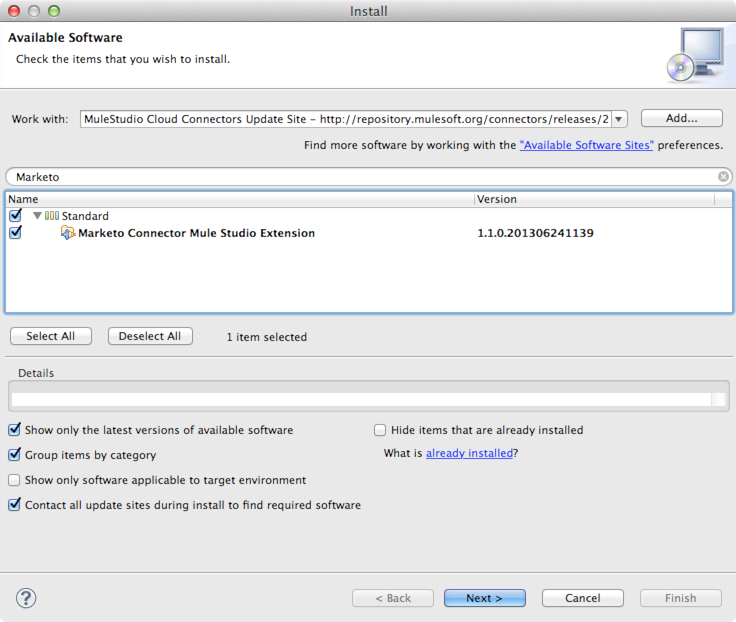 Install
Available Software
Check the items that you wish to install.
Work with: MuleStudio Cloud Connectors Update Site – http://repository.mulesoft.org/connectors/releases/2 Add...
Find more software by working with the "Available Software Sites" preferences.
Marketo
Name Version
Standard
Marketo Connector Mule Studio Extension 1.1.0.201306241139
Select All Deselect All 1 item selected
Details
Show only the latest versions of available software Hide items that are already installed
Group items by category What is already installed?
Show only software applicable to target environment
Contact all update sites during install to find required software
? < Back Next > Cancel Finish